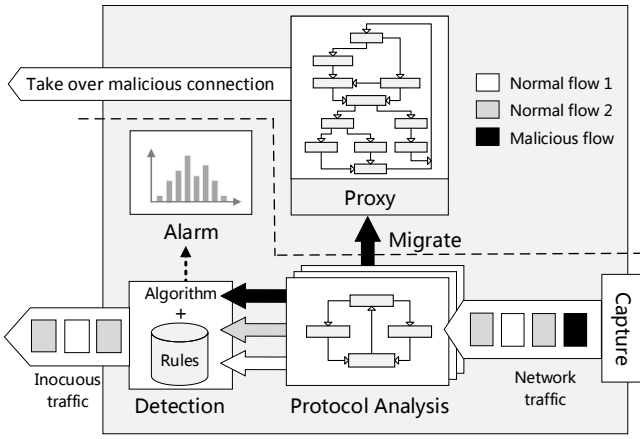 Take over malicious connection
Normal flow 1
Normal flow 2
Malicious flow
Proxy
Alarm
Migrate
Algorithm
+
Rules
Capture
Inocuous
traffic
Detection
Protocol Analysis
Network
traffic